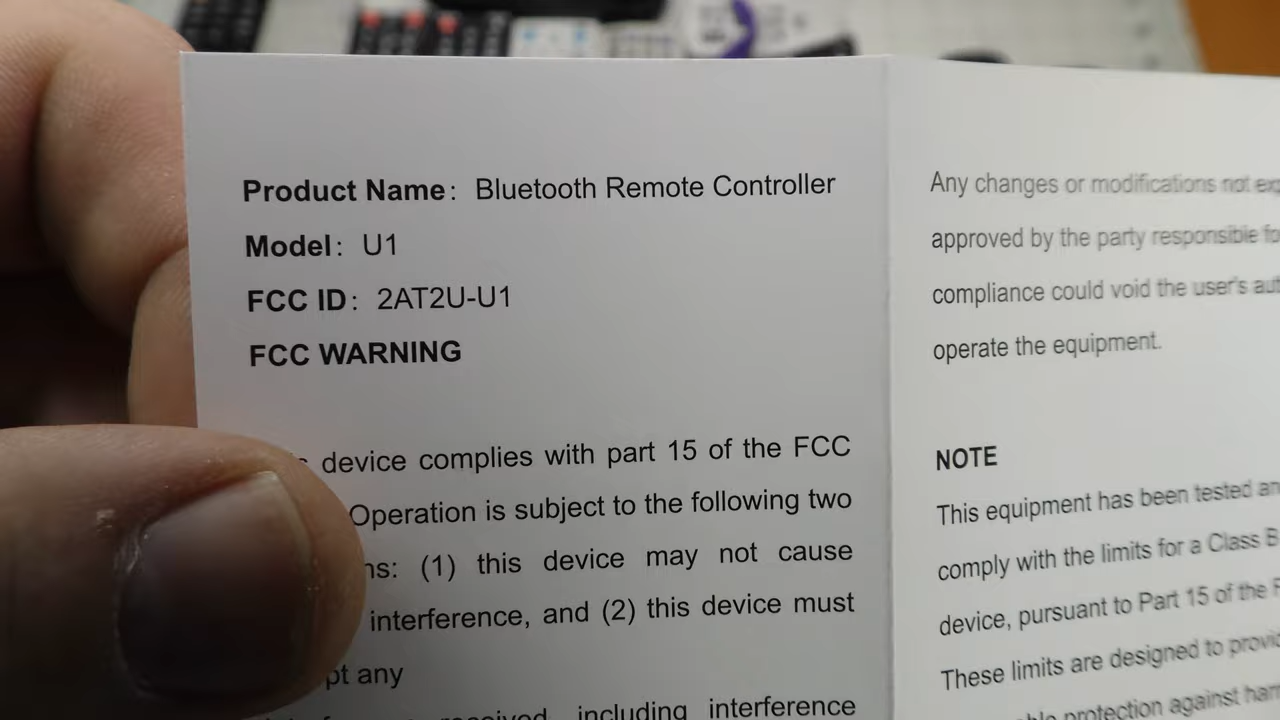 Product Name: Bluetooth Remote Controller
Model: U1
FCC ID: 2AT2U-U1
FCC WARNING
device complies with part 15 of the FCC
Operation is subject to the following two
(1) this device may not cause
interference, and (2) this device must
any
including interference
Any changes or modifications not
approved by the party responsible
compliance could void the user's
operate the equipment.
NOTE
This equipment has been tested
comply with the limits for a Class B
device, pursuant to Part 15 of the
These limits are designed to
protection against